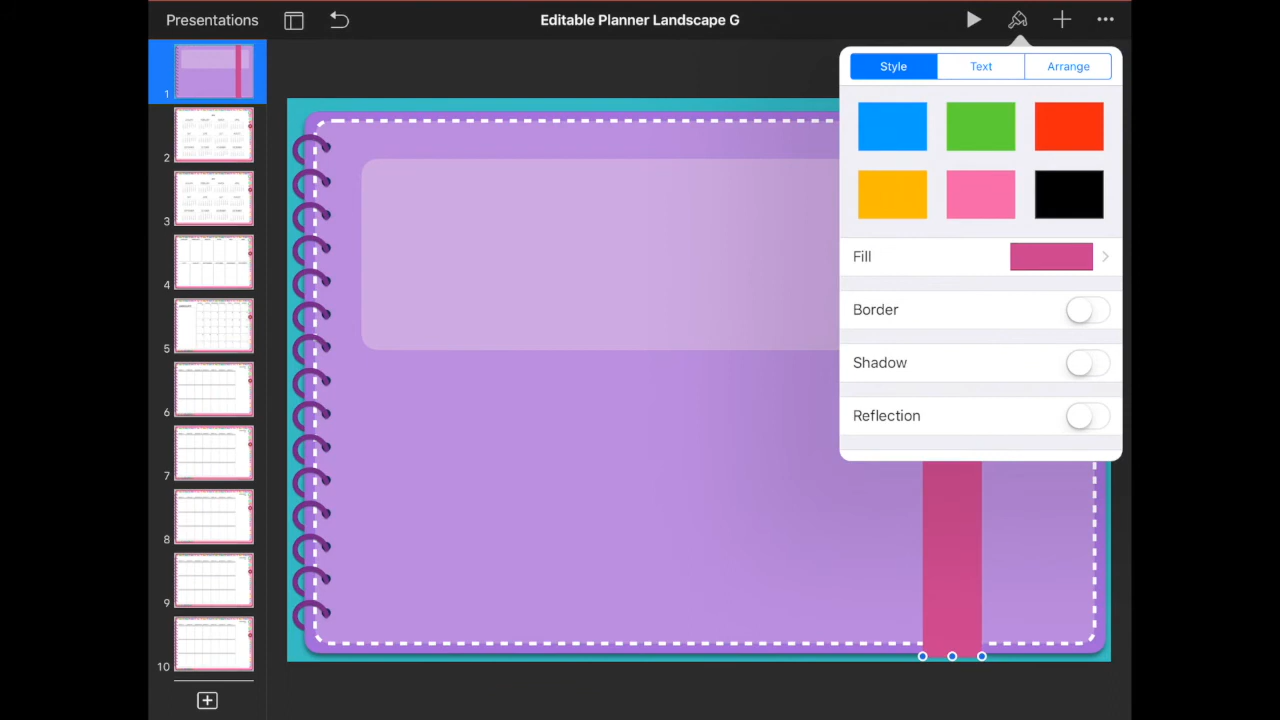 Presentations
Editable Planner Landscape G
Style Text Arrange
Fill
Border
Shadow
Reflection
1
2
3
4
5
6
7
8
9
10